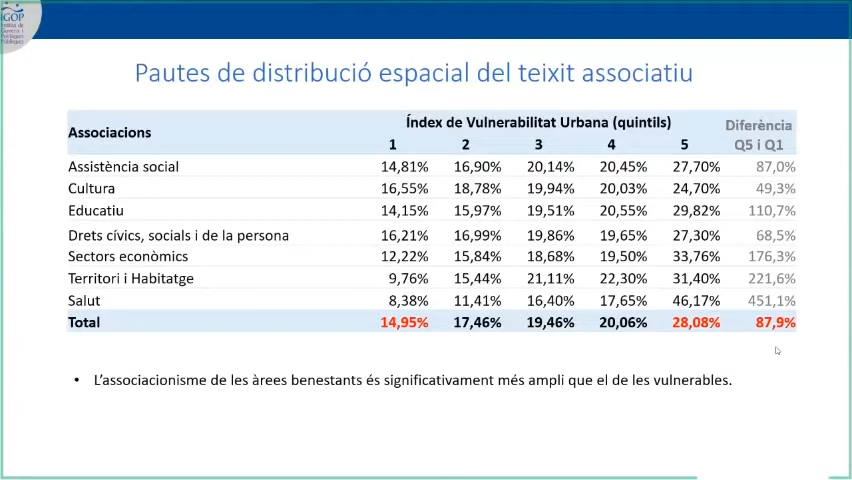 iGOP
Institut de
Govern i
Polítiques
Públiques
Pautes de distribució espacial del teixit associatiu
Associacions Índex de Vulnerabilitat Urbana (quintils) Diferència
1 2 3 4 5 Q5 i Q1
Assistència social 14,81% 16,90% 20,14% 20,45% 27,70% 87,0%
Cultura 16,55% 18,78% 19,94% 20,03% 24,70% 49,3%
Educatiu 14,15% 15,97% 19,51% 20,55% 29,82% 110,7%
Drets cívics, socials i de la persona 16,21% 16,99% 19,86% 19,65% 27,30% 68,5%
Sectors econòmics 12,22% 15,84% 18,68% 19,50% 33,76% 176,3%
Territori i Habitatge 9,76% 15,44% 21,11% 22,30% 31,40% 221,6%
Salut 8,38% 11,41% 16,40% 17,65% 46,17% 451,1%
Total 14,95% 17,46% 19,46% 20,06% 28,08% 87,9%
• L'associacionisme de les àrees benestants és significativament més ampli que el de les vulnerables.